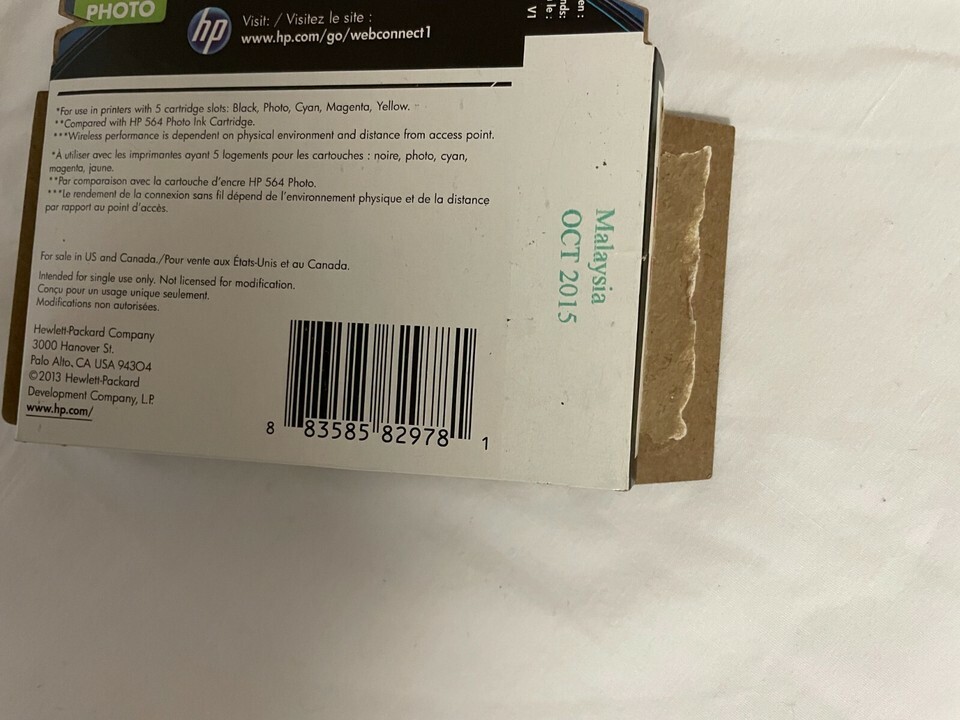 PHOTO
hp
Visit: / Visitez le site :
www.hp.com/go/webconnect1
en :
nds:
le :
V1
*For use in printers with 5 cartridge slots: Black, Photo, Cyan, Magenta, Yellow.
**Compared with HP 564 Photo Ink Cartridge.
***Wireless performance is dependent on physical environment and distance from access point.
*À utiliser avec les imprimantes ayant 5 logements pour les cartouches : noire, photo, cyan,
magenta, jaune.
**Par comparaison avec la cartouche d'encre HP 564 Photo.
***Le rendement de la connexion sans fil dépend de l'environnement physique et de la distance
par rapport au point d'accès.
For sale in US and Canada./Pour vente aux États-Unis et au Canada.
Intended for single use only. Not licensed for modification.
Conçu pour un usage unique seulement.
Modifications non autorisées.
Hewlett-Packard Company
3000 Hanover St.
Palo Alto, CA USA 94304
©2013 Hewlett-Packard
Development Company, L.P.
www.hp.com/
8 83585 82978 1
Malaysia
OCT 2015